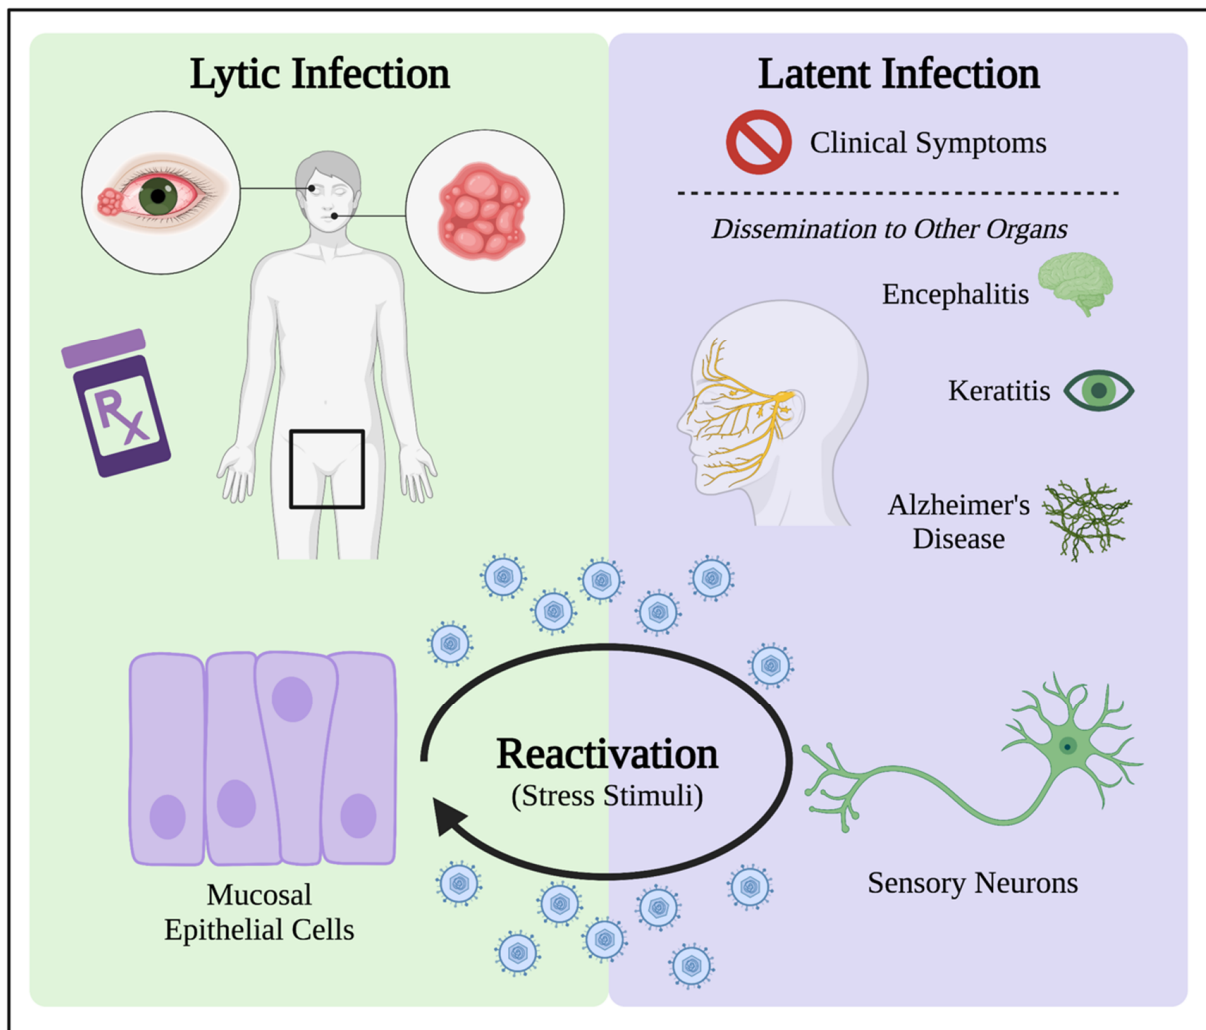 Lytic Infection
Latent Infection
Clinical Symptoms
Dissemination to Other Organs
Encephalitis
Keratitis
Rx
Alzheimer's
Disease
Reactivation
(Stress Stimuli)
Mucosal
Epithelial Cells
Sensory Neurons